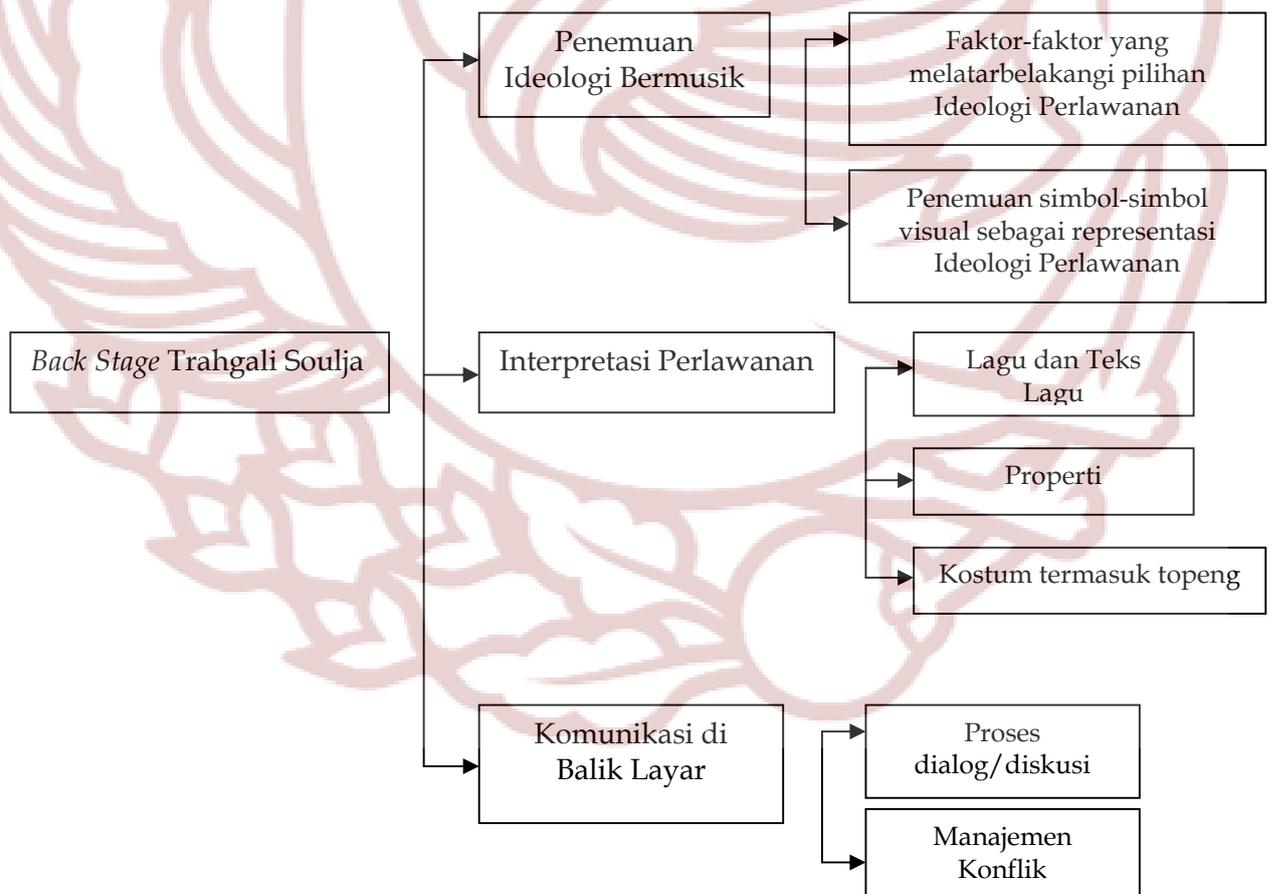 Penemuan
Ideologi Bermusik
Faktor-faktor yang
melatarbelakangi pilihan
Ideologi Perlawanan
Penemuan simbol-simbol
visual sebagai representasi
Ideologi Perlawanan
Back Stage Trahgali Soulja
Interpretasi Perlawanan
Lagu dan Teks
Lagu
Properti
Kostum termasuk topeng
Komunikasi di
Balik Layar
Proses
dialog/diskusi
Manajemen
Konflik